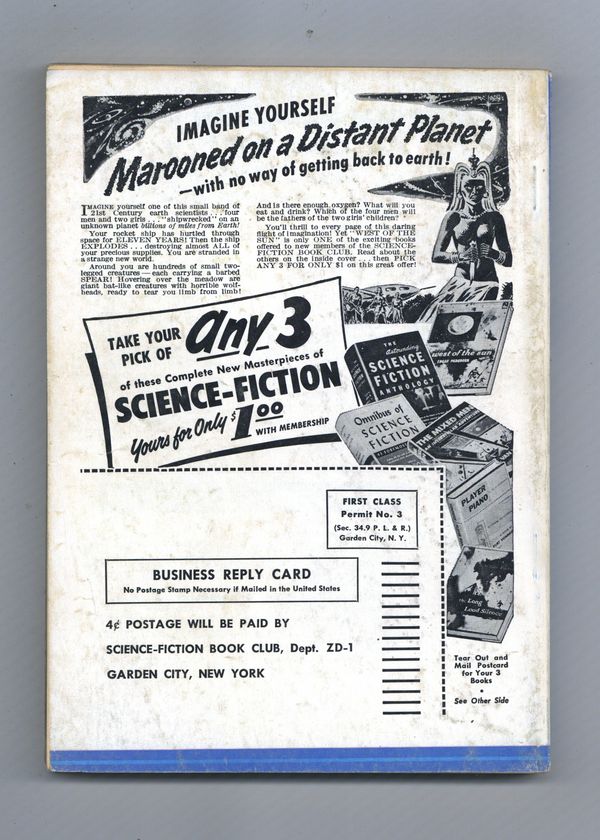 IMAGINE YOURSELF
Marooned on a Distant Planet
—with no way of getting back to earth!
IMAGINE yourself one of this small band of
21st Century earth scientists...four
men and two girls..."shipwrecked" on an
unknown planet billions of miles from Earth!
Your rocket ship has hurtled through
space for ELEVEN YEARS! Then the ship
EXPLODES...destroying almost ALL of
your precious supplies. You are stranded in
a strange new world.
Around you are hundreds of small two-
legged creatures—each carrying a barbed
SPEAR! Hovering over the meadow are
giant bat-like creatures with horrible wolf-
heads, ready to tear you limb from limb!
And is there enough oxygen? What will you
eat and drink? Which of the four men will
be the fathers of the two girls' children?
You'll thrill to every page of this daring
flight of imagination! Yet "WEST OF THE
SUN" is only ONE of the exciting books
offered to new members of the SCIENCE-
FICTION BOOK CLUB. Read about the
others on the inside cover...then PICK
ANY 3 FOR ONLY $1 on this great offer!
TAKE YOUR
PICK OF
any 3
of these Complete New Masterpieces of
SCIENCE-FICTION
Yours for Only $1.00
WITH MEMBERSHIP
THE
Astounding
SCIENCE
FICTION
ANTHOLOGY
west of the sun
EDGAR PANGBORN
Omnibus of
SCIENCE
FICTION
THE MIXED MEN
PLAYER
PIANO
The Long
Loud Silence
FIRST CLASS
Permit No. 3
(Sec. 34.9 P. L. & R.)
Garden City, N. Y.
BUSINESS REPLY CARD
No Postage Stamp Necessary if Mailed in the United States
4¢ POSTAGE WILL BE PAID BY
SCIENCE-FICTION BOOK CLUB, Dept. ZD-1
GARDEN CITY, NEW YORK
Tear Out and
Mail Postcard
for Your 3
Books
•
See Other Side